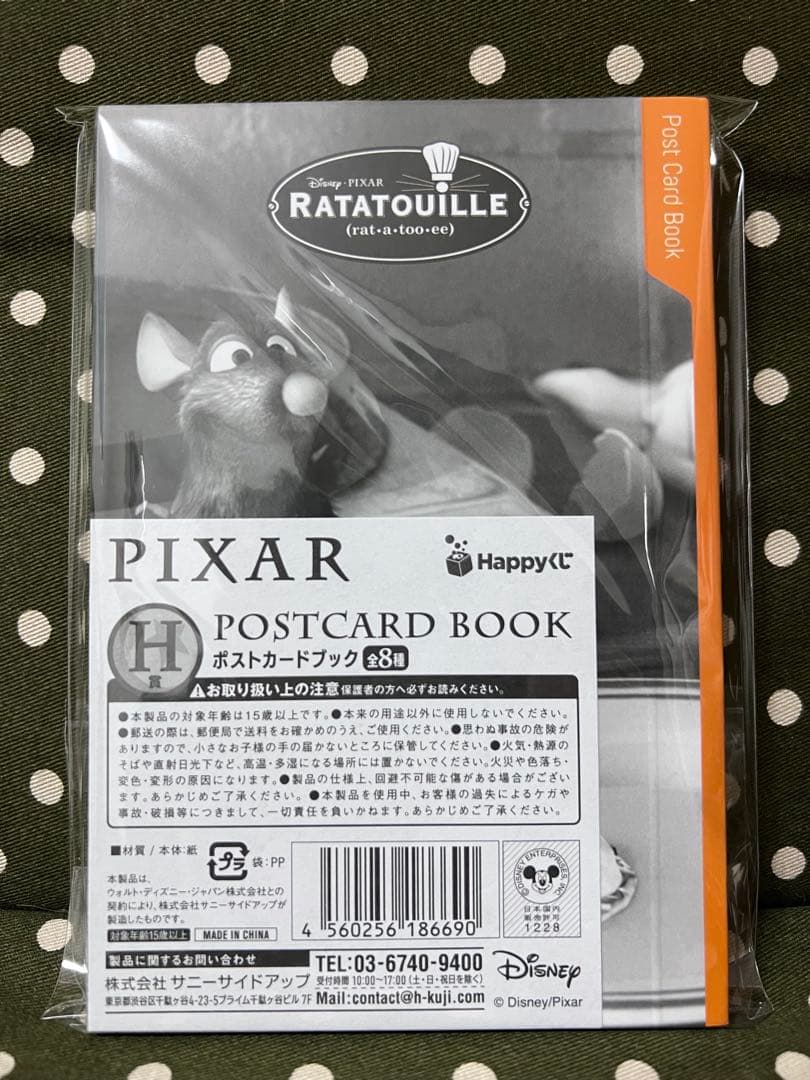 Post Card Book
Disney・PIXAR
RATATOUILLE
(rat・a・too・ee)
PIXAR
Happyくじ
H賞
POSTCARD BOOK
ポストカードブック 全8種
お取り扱い上の注意 保護者の方へ必ずお読みください。
●本製品の対象年齢は15歳以上です。●本来の用途以外に使用しないでください。
●郵送の際は、郵便局で送料をお確かめのうえ、ご使用ください。●思わぬ事故の危険が
ありますので、小さなお子様の手の届かないところに保管してください。●火気・熱源の
そばや直射日光下など、高温・多湿になる場所には置かないでください。火災や色落ち・
変色・変形の原因になります。●製品の仕様上、回避不可能な傷がある場合がござい
ます。あらかじめご了承ください。 ●本製品を使用中、お客様の過失によるケガや
事故・破損等につきまして、一切責任を負いかねます。あらかじめご了承ください。
■材質 / 本体:紙 プラ 袋:PP
本製品は、
ウォルト・ディズニー・ジャパン株式会社との
契約により、株式会社サニーサイドアップが
製造したものです。
対象年齢15歳以上 MADE IN CHINA
4 560256 186690
©DISNEY ENTERPRISES, INC
日本国内
販売許可
1228
製品に関するお問い合わせ
株式会社 サニーサイドアップ
東京都渋谷区千駄ヶ谷4-23-5プライム千駄ヶ谷ビル 7F
TEL:03-6740-9400
受付時間 10:00〜17:00(土・日・祝日を除く)
Mail:contact@h-kuji.com
Disney
© Disney/Pixar